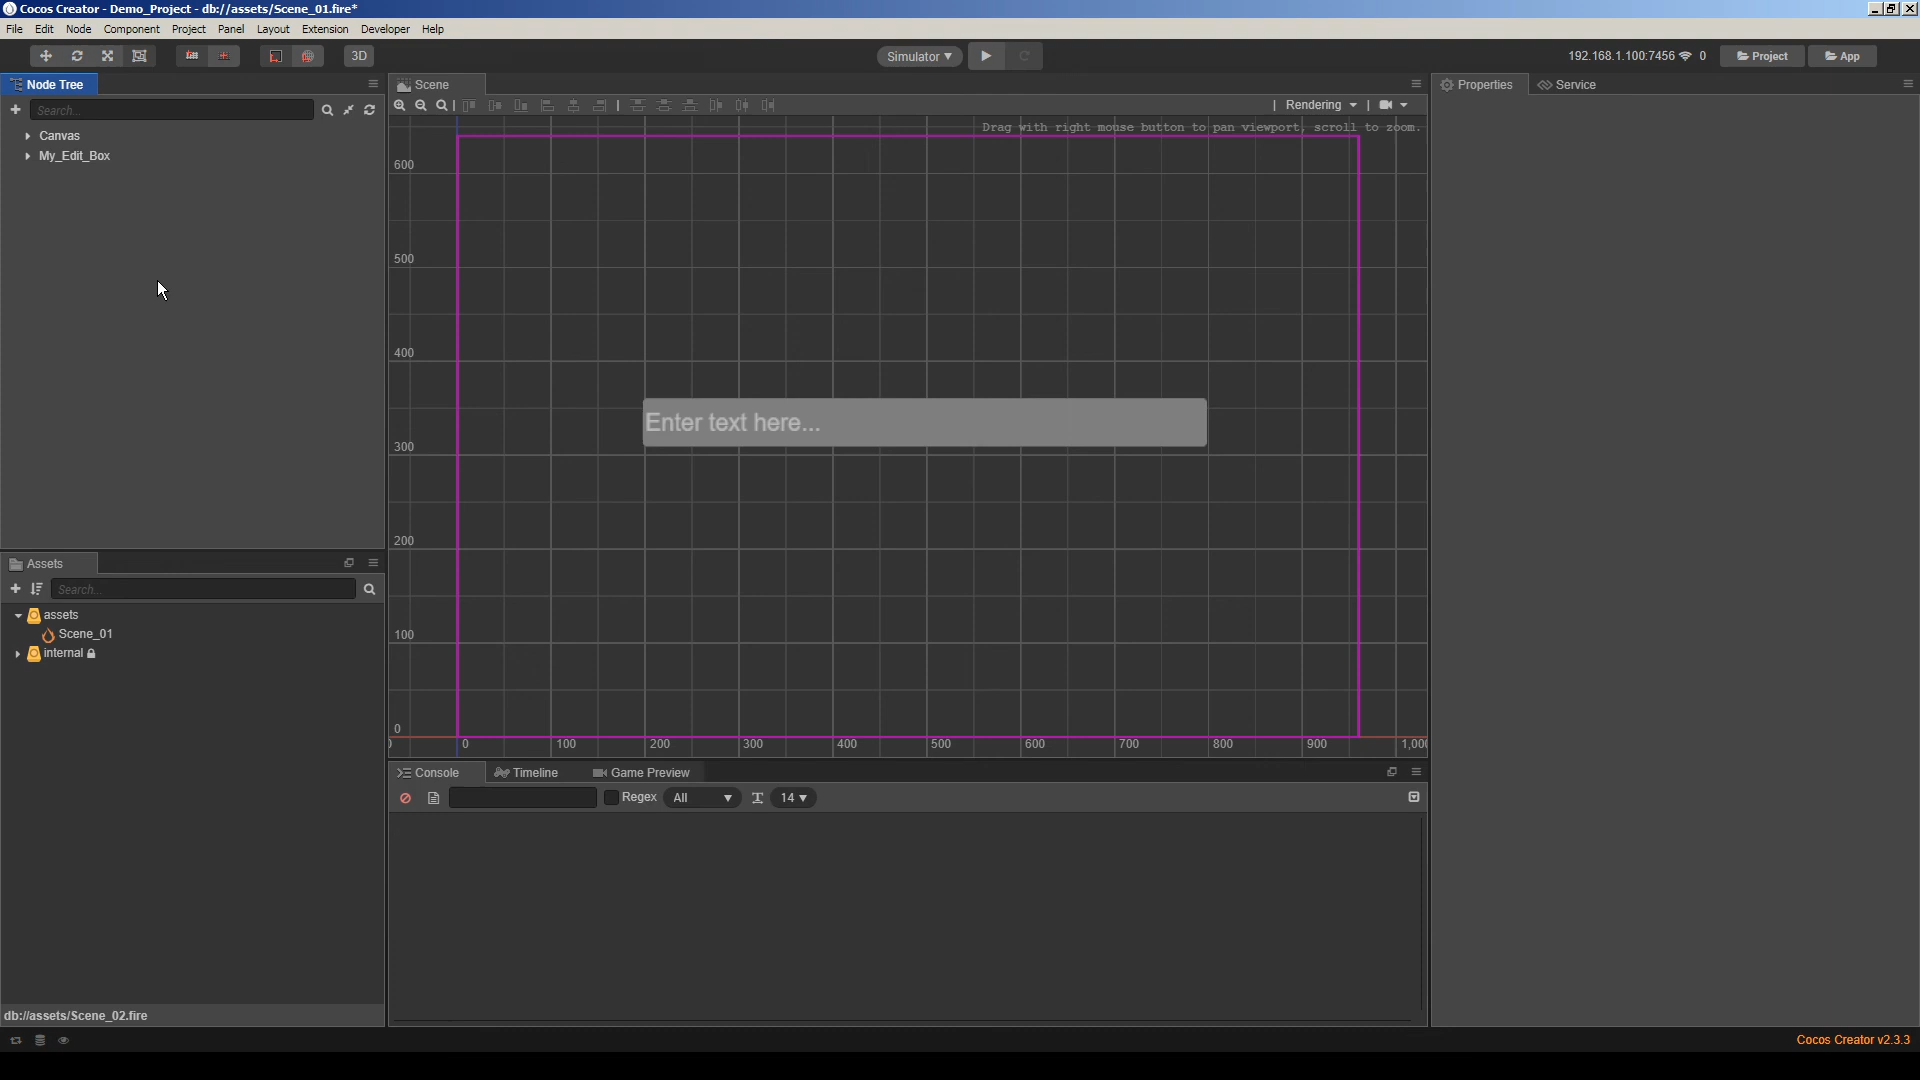 Cocos Creator - Demo_Project - db://assets/Scene_01.fire*
File Edit Node Component Project Panel Layout Extension Developer Help
3D
Simulator
192.168.1.100:7456 0
Project
App
Node Tree
Search...
Canvas
My_Edit_Box
Scene
Rendering
Drag with right mouse button to pan viewport, scroll to zoom.
600
500
400
300
200
100
0
Enter text here...
0 100 200 300 400 500 600 700 800 900
Properties
Service
Assets
Search...
assets
Scene_01
internal
db://assets/Scene_02.fire
Console
Timeline
Game Preview
Regex
All
14
Cocos Creator v2.3.3